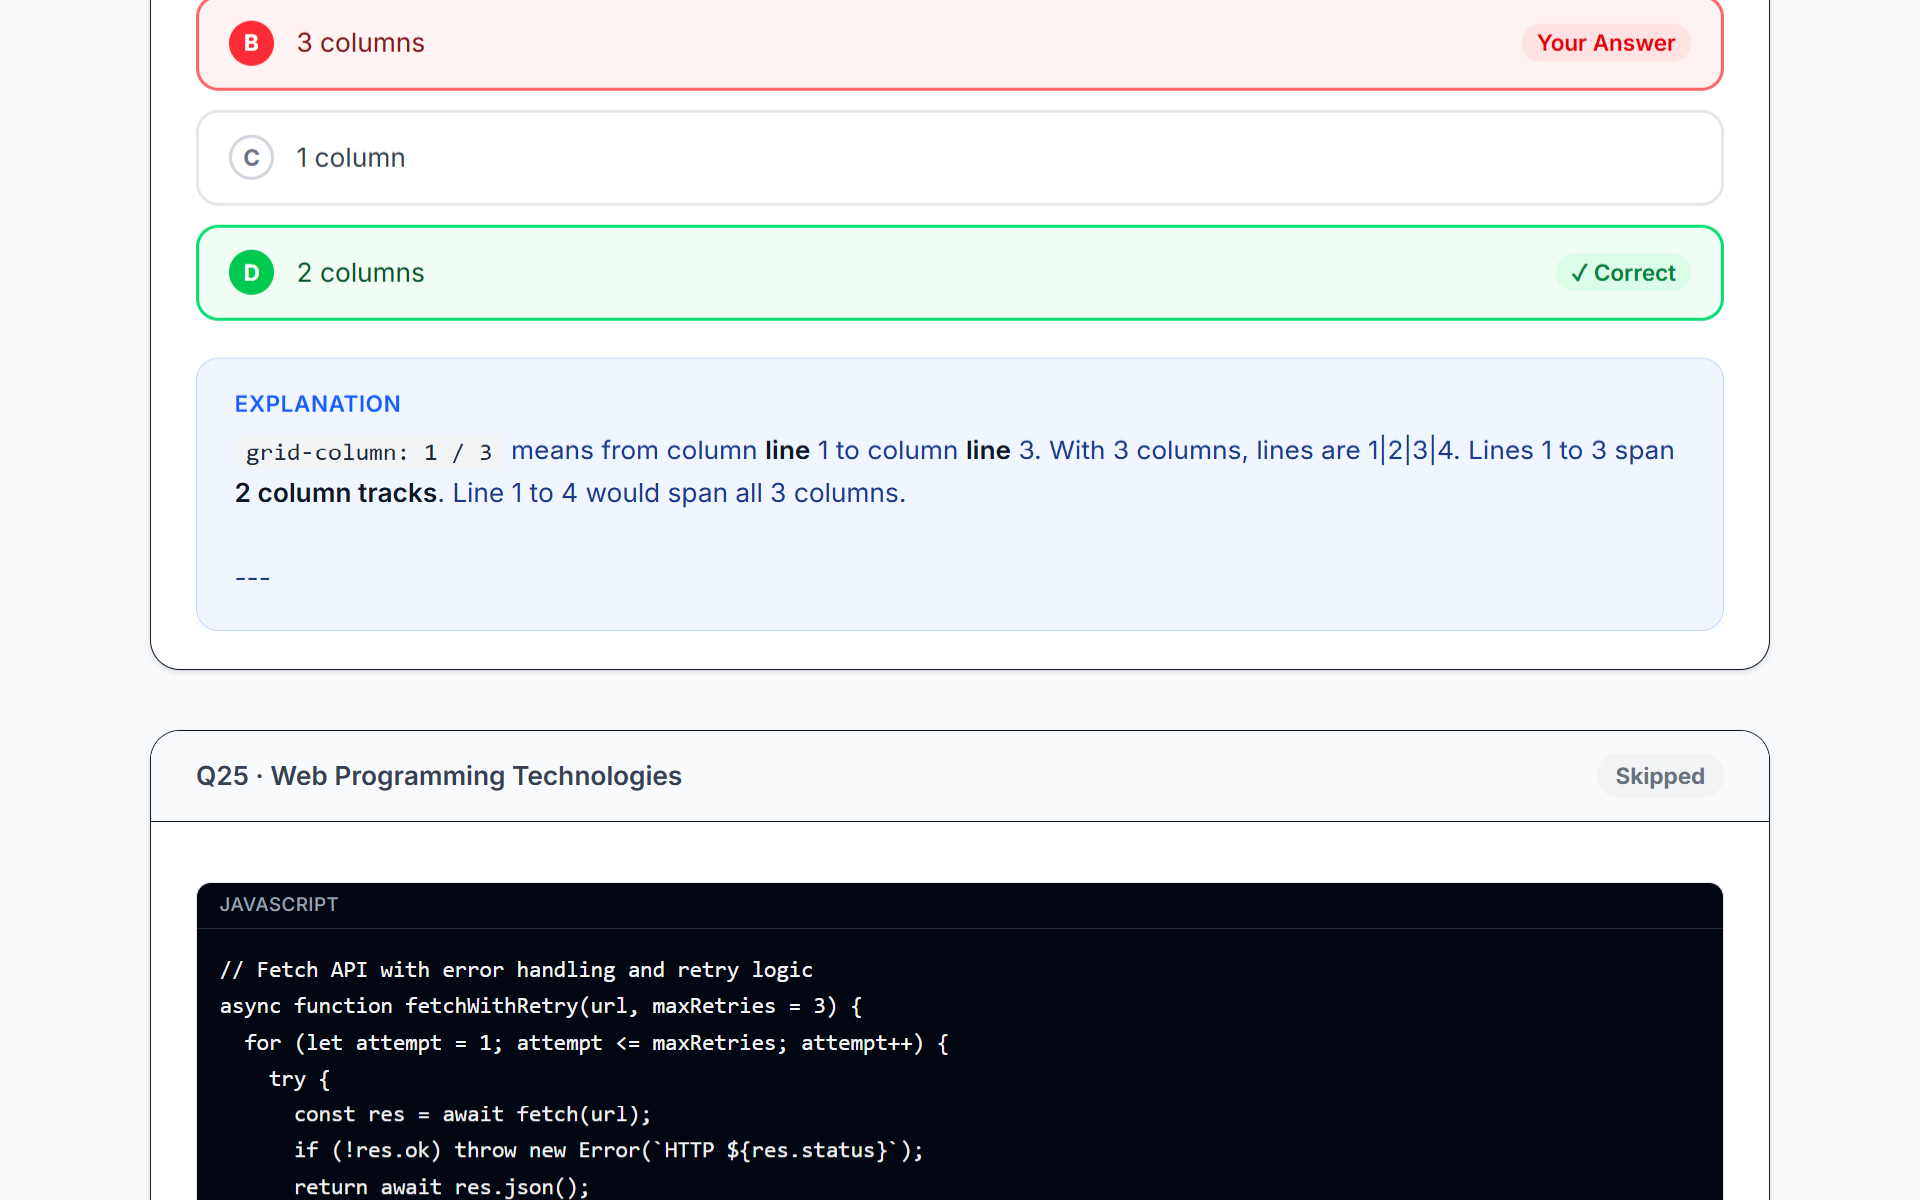 B 3 columns Your Answer
C 1 column
D 2 columns ✓ Correct
EXPLANATION
grid-column: 1 / 3 means from column line 1 to column line 3. With 3 columns, lines are 1|2|3|4. Lines 1 to 3 span
2 column tracks. Line 1 to 4 would span all 3 columns.
---
Q25 · Web Programming Technologies Skipped
JAVASCRIPT
// Fetch API with error handling and retry logic
async function fetchWithRetry(url, maxRetries = 3) {
  for (let attempt = 1; attempt <= maxRetries; attempt++) {
    try {
      const res = await fetch(url);
      if (!res.ok) throw new Error(`HTTP ${res.status}`);
      return await res.json();